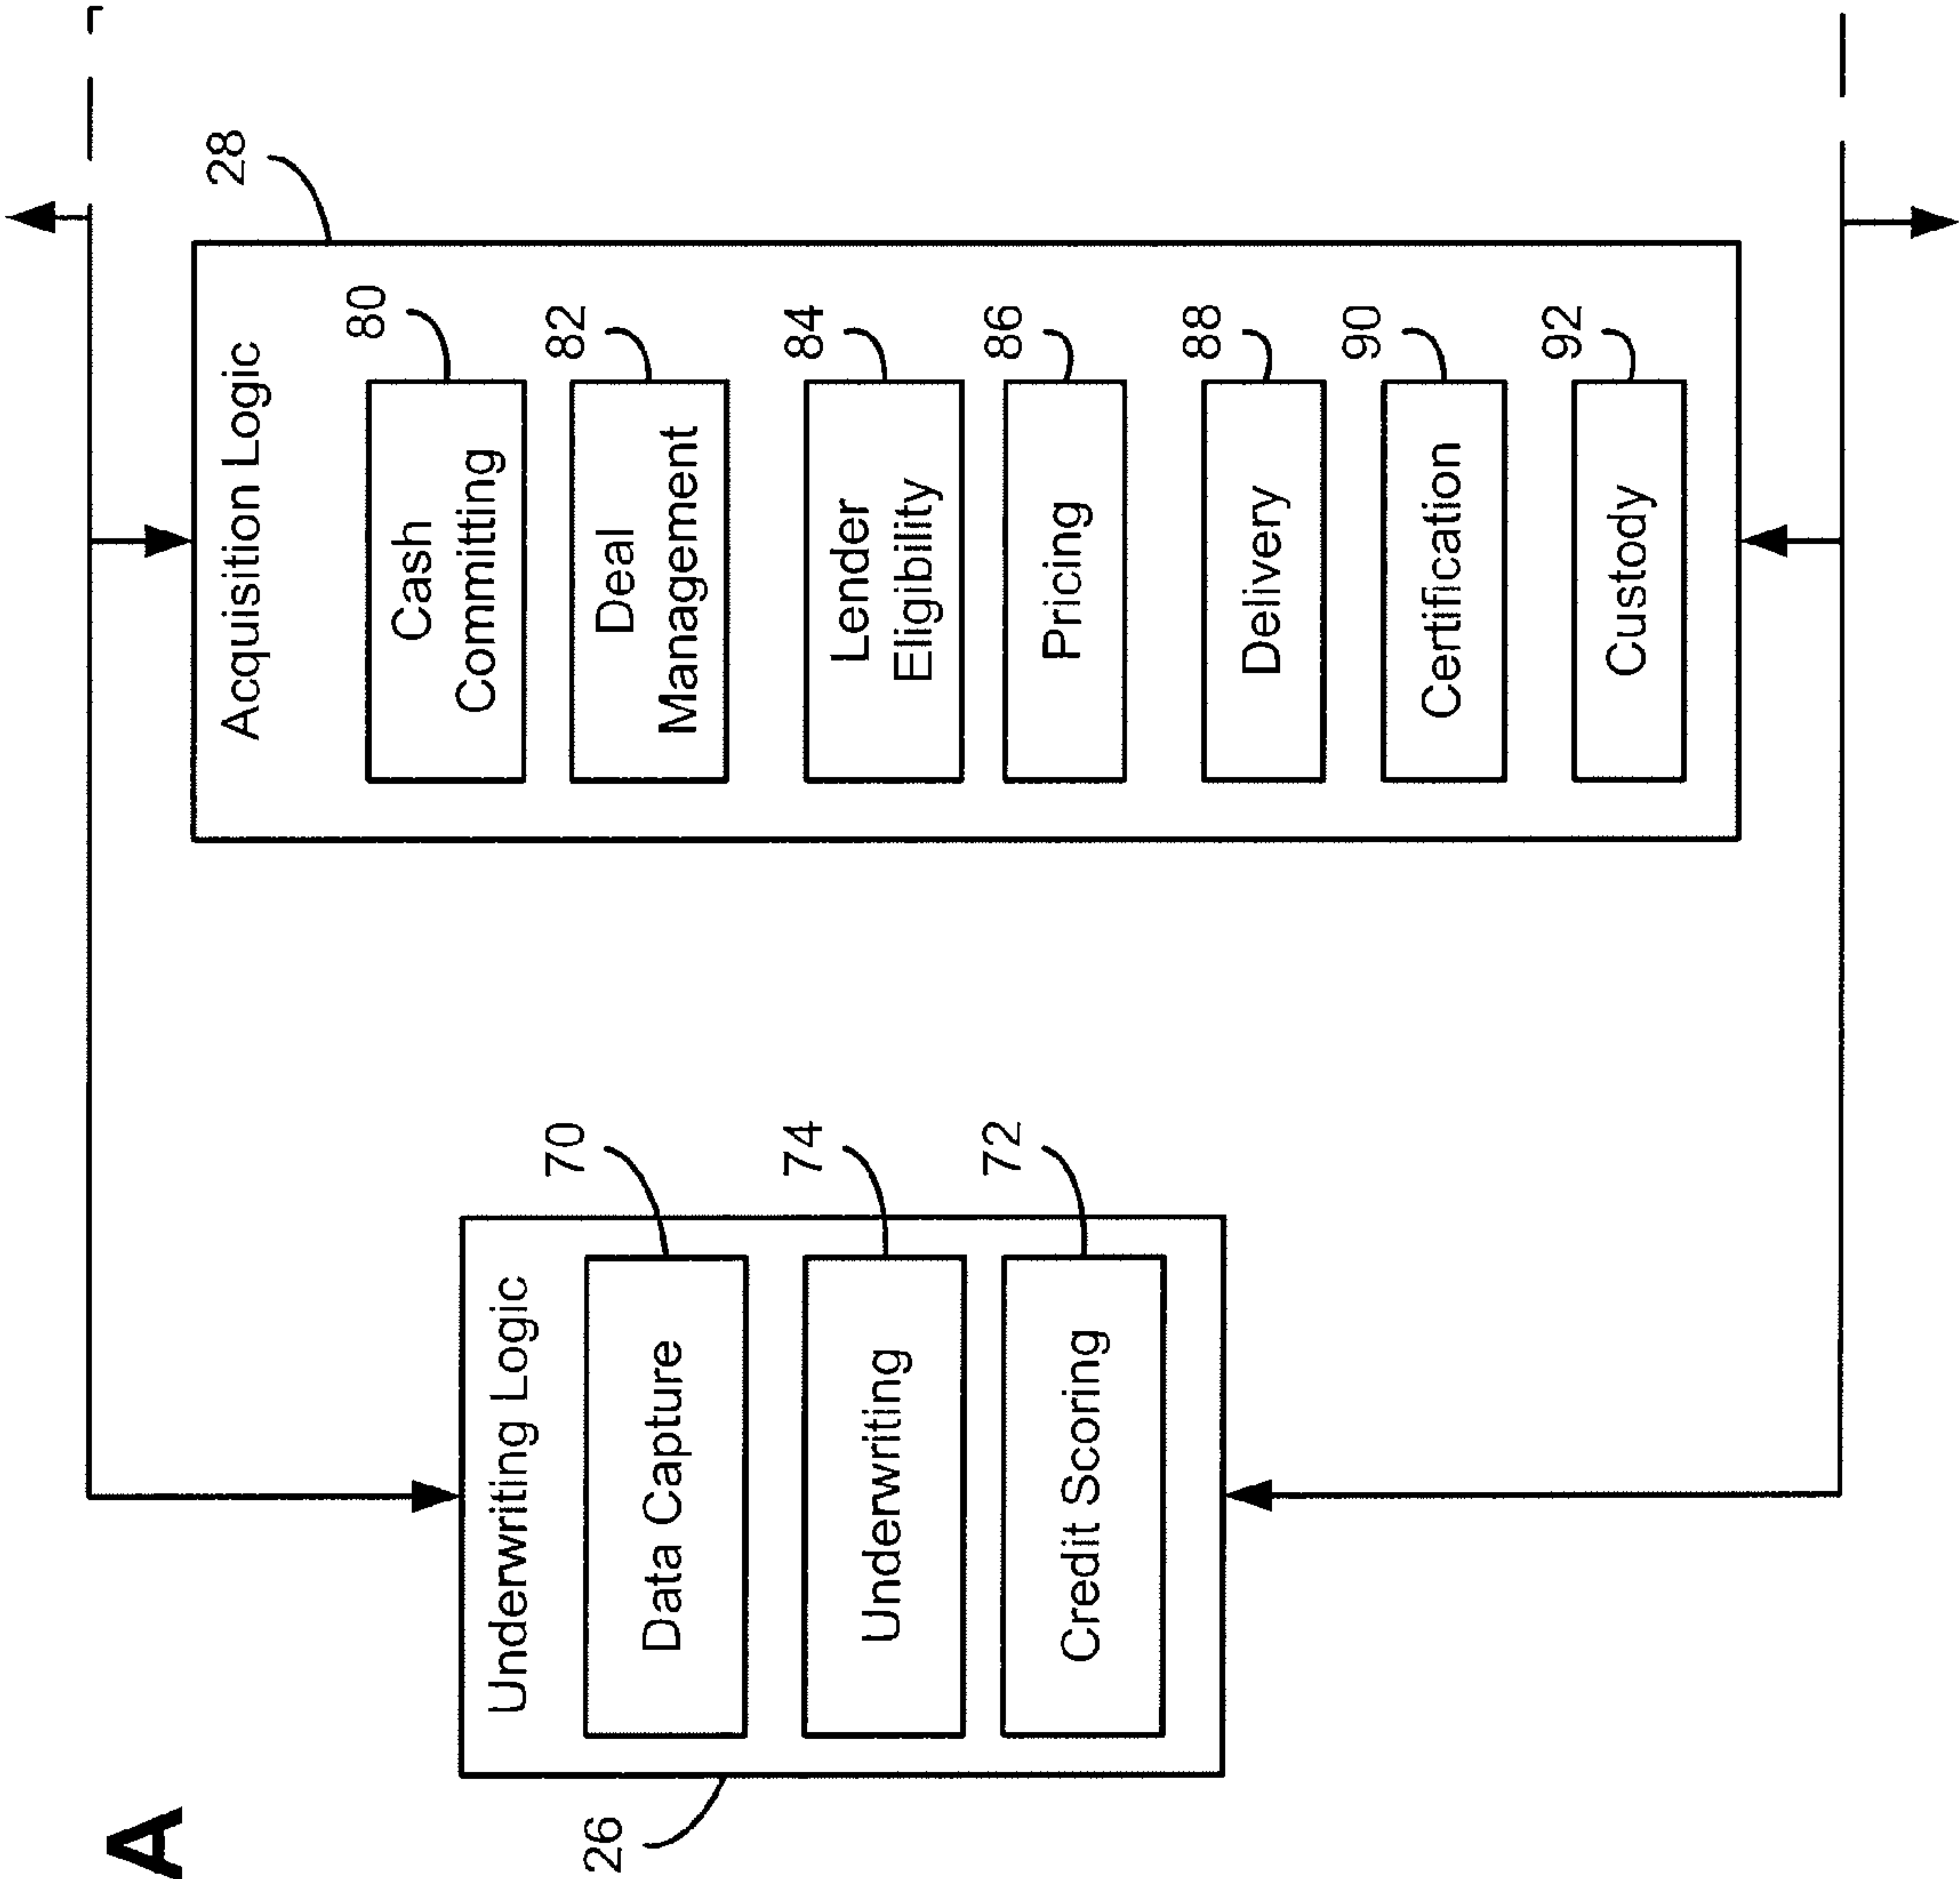 A
26
Underwriting Logic
70
Data Capture
74
Underwriting
72
Credit Scoring
28
Acquisition Logic
80
Cash
Committing
82
Deal
Management
84
Lender
Eligibility
86
Pricing
88
Delivery
90
Certification
92
Custody